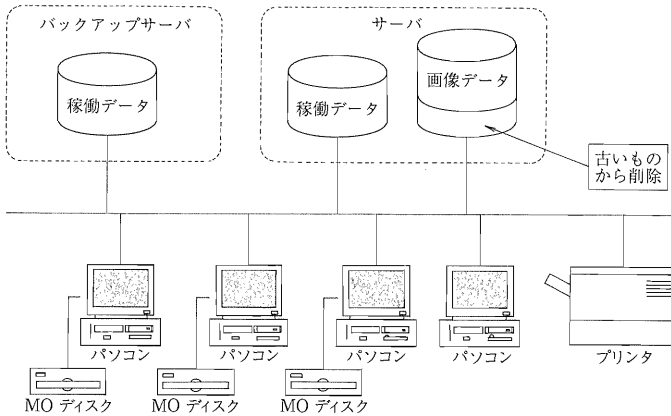 バックアップサーバ
サーバ
稼働データ
稼働データ
画像データ
古いもの
から削除
パソコン
パソコン
パソコン
パソコン
プリンタ
MO ディスク
MO ディスク
MO ディスク